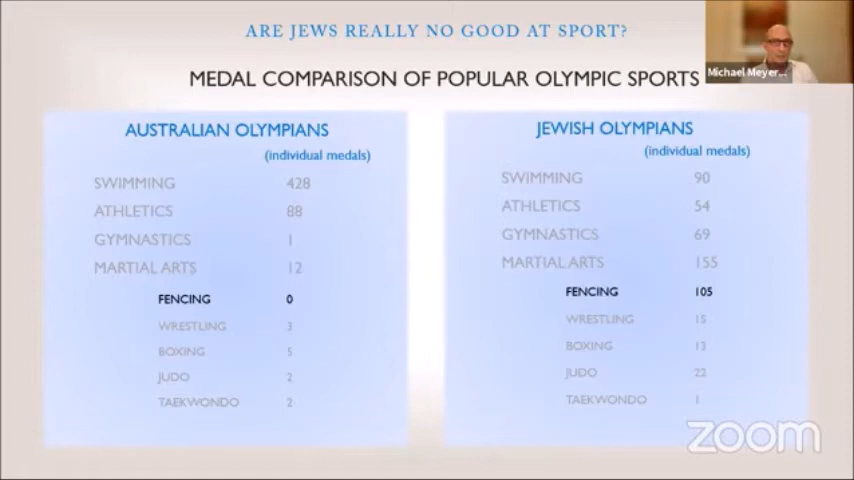 ARE JEWS REALLY NO GOOD AT SPORT?
Michael Meyer...
MEDAL COMPARISON OF POPULAR OLYMPIC SPORTS
AUSTRALIAN OLYMPIANS
(individual medals)
SWIMMING 428
ATHLETICS 88
GYMNASTICS 1
MARTIAL ARTS 12
FENCING 0
WRESTLING 3
BOXING 5
JUDO 2
TAEKWONDO 2
JEWISH OLYMPIANS
(individual medals)
SWIMMING 90
ATHLETICS 54
GYMNASTICS 69
MARTIAL ARTS 155
FENCING 105
WRESTLING 15
BOXING 13
JUDO 22
TAEKWONDO 1
zoom